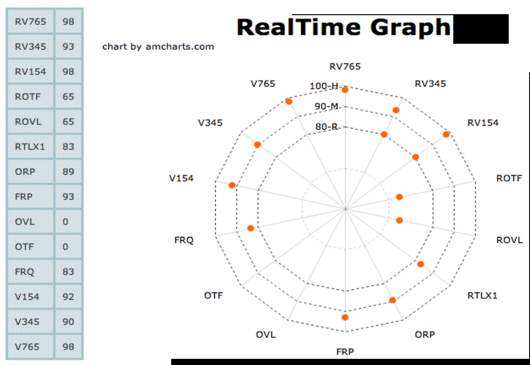 RV765 98
RV345 93
RV154 98
ROTF 65
ROVL 65
RTLX1 83
ORP 89
FRP 93
OVL 0
OTF 0
FRQ 83
V154 92
V345 90
V765 98
RealTime Graph
chart by amcharts.com
RV765
V765
RV345
100-H
90-M
80-R
V345
RV154
V154
ROTF
FRQ
ROVL
OTF
RTLX1
OVL
ORP
FRP